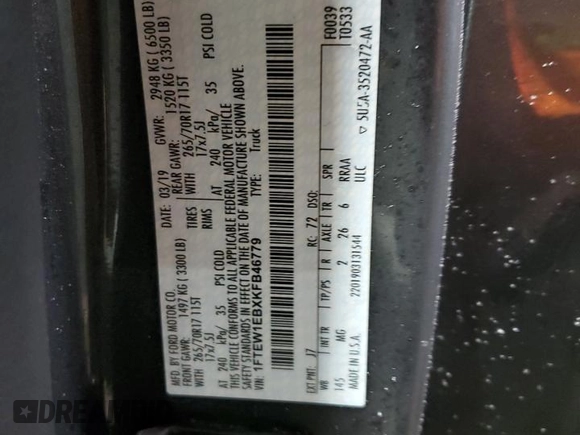 MFD. BY FORD MOTOR CO.
03/19 GVWR: 2948 KG ( 6500 LB)
FRONT GAWR: 1497 KG ( 3300 LB) REAR GAWR: 1520 KG ( 3350 LB)
265/70R17 115T TIRES WITH 265/70R17 115T
17x7.5J RIMS 17x7.5J
AT 240 kPa/ 35 PSI COLD AT 240 kPa/ 35 PSI COLD
THIS VEHICLE CONFORMS TO ALL APPLICABLE FEDERAL MOTOR VEHICLE
SAFETY STANDARDS IN EFFECT ON THE DATE OF MANUFACTURE SHOWN ABOVE.
VIN: 1FTEW1EBXKFB46779 TYPE: Truck
F0039
T0533
EXT PNT: J7 RC: 72 DSO:
WB INT TR TP/PS R AXLE TR SPR
145 MG 2 26 6 RRAA
MADE IN U.S.A. 2201903131544 ULC
▽ 5U5A-3520472-AA
DREAM